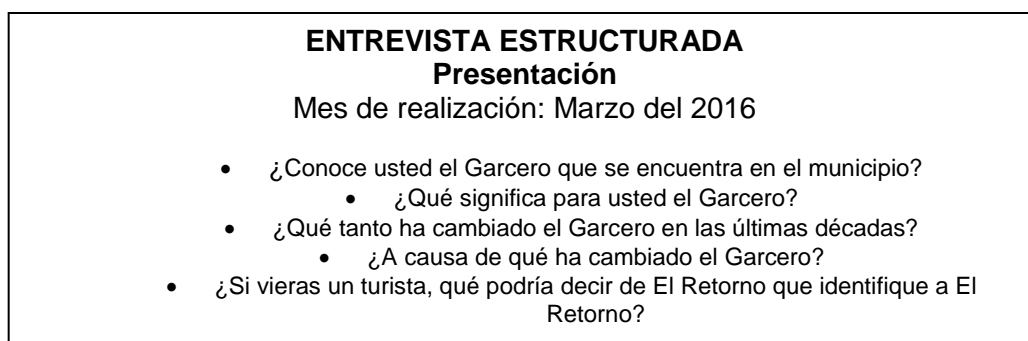 ENTREVISTA ESTRUCTURADA
Presentación
Mes de realización: Marzo del 2016
• ¿Conoce usted el Garcero que se encuentra en el municipio?
• ¿Qué significa para usted el Garcero?
• ¿Qué tanto ha cambiado el Garcero en las últimas décadas?
• ¿A causa de qué ha cambiado el Garcero?
• ¿Si vieras un turista, qué podría decir de El Retorno que identifique a El
Retorno?